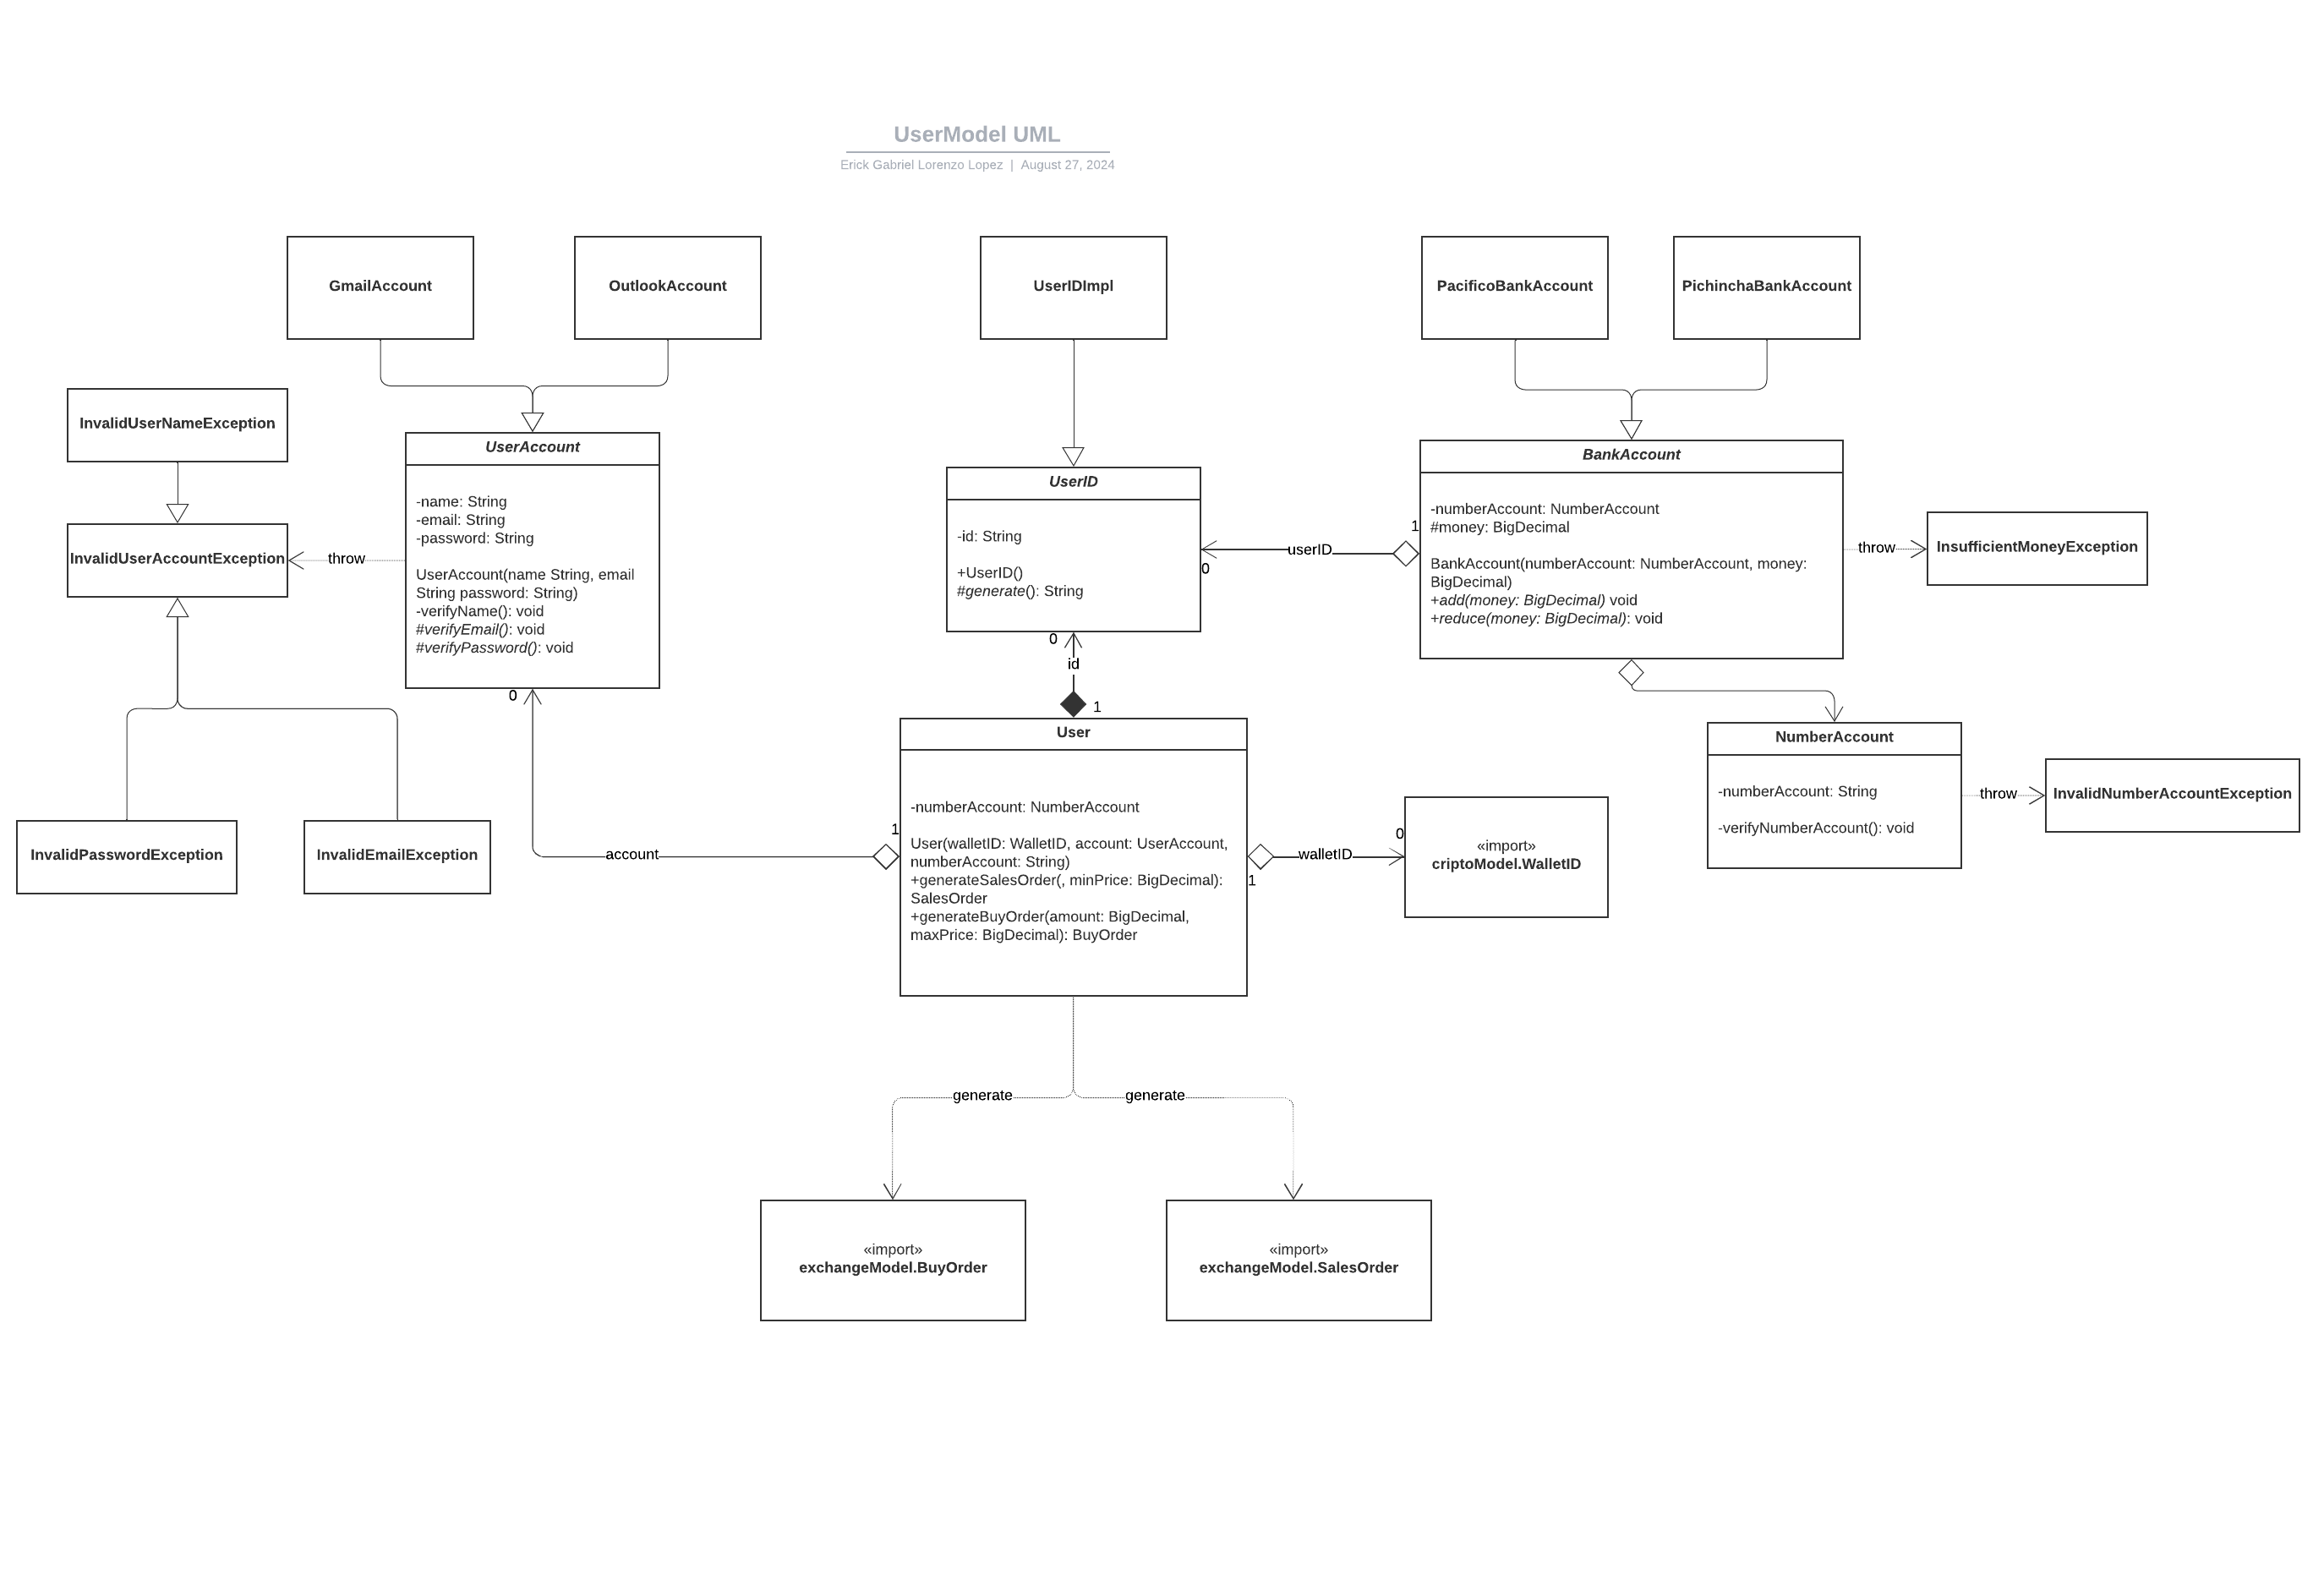 UserModel UML
Erick Gabriel Lorenzo Lopez | August 27, 2024
GmailAccount
OutlookAccount
UserIDImpl
PacificoBankAccount
PichinchaBankAccount
InvalidUserNameException
UserAccount
-name: String
-email: String
-password: String
UserAccount(name String, email
String password: String)
-verifyName(): void
#verifyEmail(): void
#verifyPassword(): void
0
InvalidUserAccountException
throw
UserID
-id: String
+UserID()
#generate(): String
0
userID
1
0
id
1
BankAccount
-numberAccount: NumberAccount
#money: BigDecimal
BankAccount(numberAccount: NumberAccount, money:
BigDecimal)
+add(money: BigDecimal) void
+reduce(money: BigDecimal): void
throw
InsufficientMoneyException
User
-numberAccount: NumberAccount
User(walletID: WalletID, account: UserAccount,
numberAccount: String)
+generateSalesOrder(, minPrice: BigDecimal):
SalesOrder
+generateBuyOrder(amount: BigDecimal,
maxPrice: BigDecimal): BuyOrder
NumberAccount
-numberAccount: String
-verifyNumberAccount(): void
throw
InvalidNumberAccountException
InvalidPasswordException
InvalidEmailException
account
1
1
walletID
0
«import»
criptoModel.WalletID
generate
generate
«import»
exchangeModel.BuyOrder
«import»
exchangeModel.SalesOrder